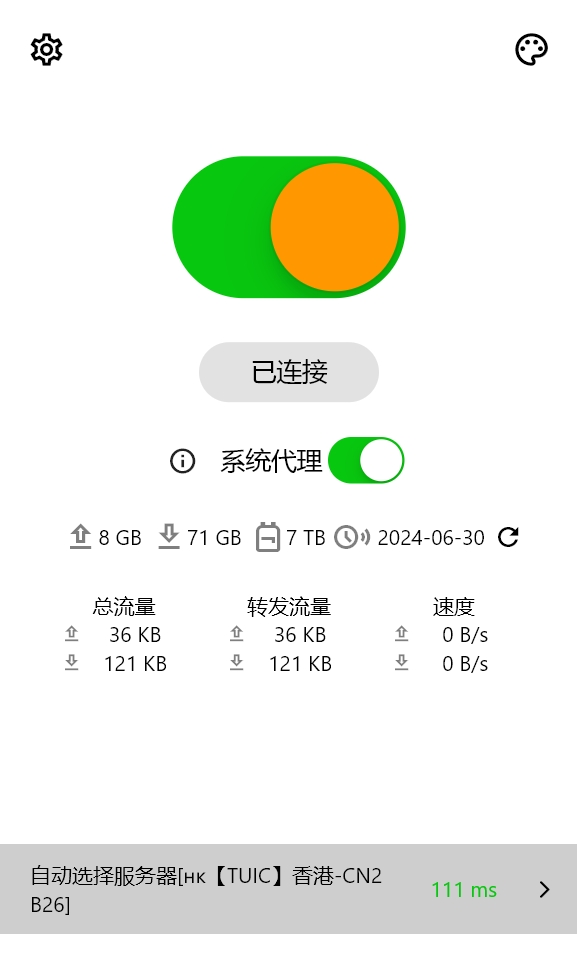 已连接
系统代理
8 GB 71 GB 7 TB 2024-06-30
总流量 转发流量 速度
36 KB 36 KB 0 B/s
121 KB 121 KB 0 B/s
自动选择服务器[нк【TUIC】香港-CN2 111 ms
B26]